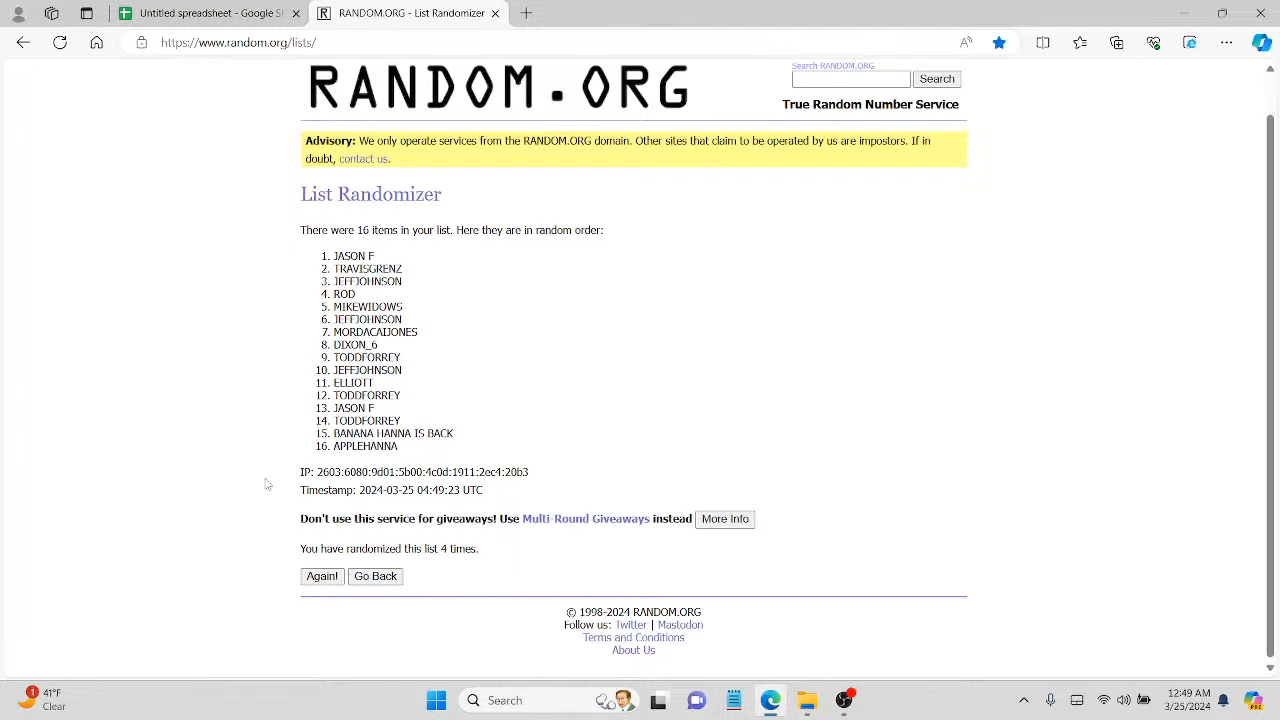 Untitled spreadsheet - Google S
RANDOM.ORG - List Randomizer
https://www.random.org/lists/
RANDOM.ORG
Search RANDOM.ORG
Search
True Random Number Service
Advisory: We only operate services from the RANDOM.ORG domain. Other sites that claim to be operated by us are impostors. If in
doubt, contact us.
List Randomizer
There were 16 items in your list. Here they are in random order:
1. JASON F
2. TRAVISGRENZ
3. JEFFJOHNSON
4. ROD
5. MIKEWIDOWS
6. JEFFJOHNSON
7. MORDACAIJONES
8. DIXON_6
9. TODDFORREY
10. JEFFJOHNSON
11. ELLIOTT
12. TODDFORREY
13. JASON F
14. TODDFORREY
15. BANANA HANNA IS BACK
16. APPLEHANNA
IP: 2603:6080:9d01:5b00:4c0d:1911:2ec4:20b3
Timestamp: 2024-03-25 04:49:23 UTC
Don't use this service for giveaways! Use Multi-Round Giveaways instead More Info
You have randomized this list 4 times.
Again! Go Back
© 1998-2024 RANDOM.ORG
Follow us: Twitter | Mastodon
Terms and Conditions
About Us
1
41°F
Clear
Search
12:49 AM
3/25/2024
PRE